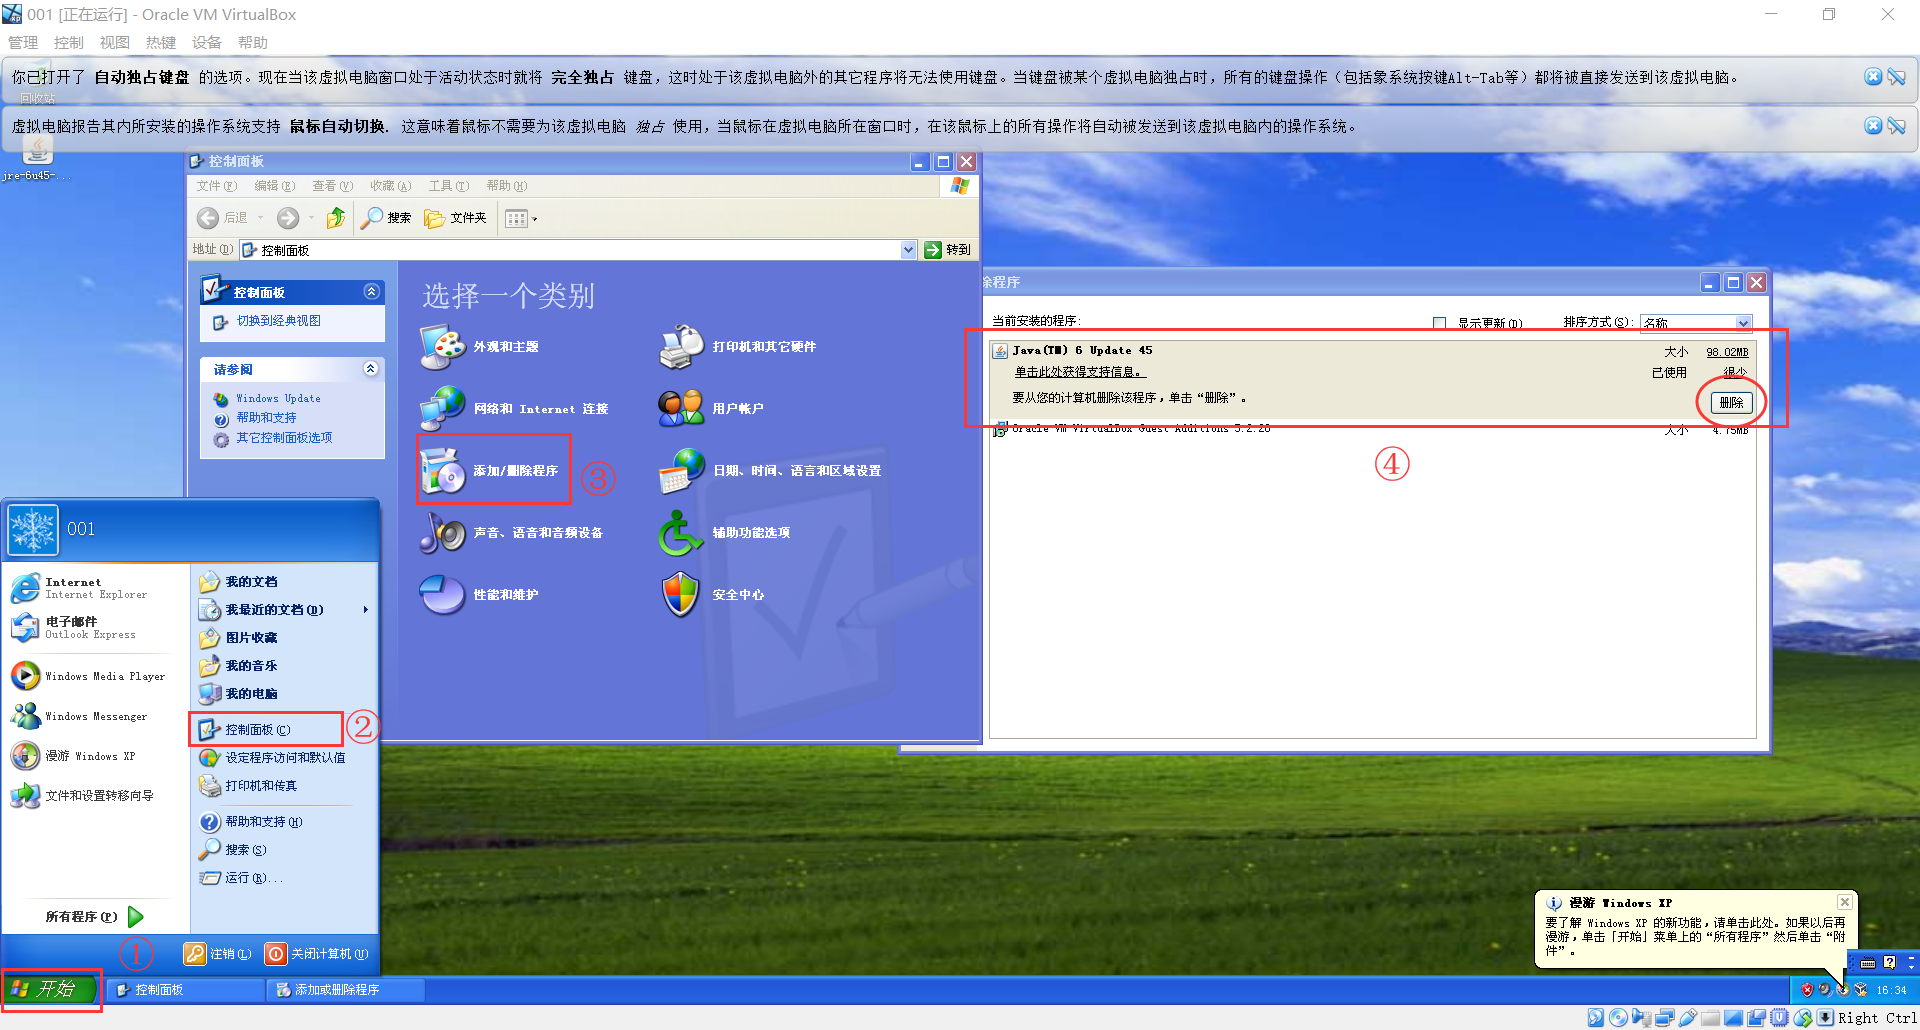 001 [正在运行] - Oracle VM VirtualBox
管理 控制 视图 热键 设备 帮助
你已打开了 自动独占键盘 的选项。现在当该虚拟电脑窗口处于活动状态时就将 完全独占 键盘，这时处于该虚拟电脑外的其它程序将无法使用键盘。当键盘被某个虚拟电脑独占时，所有的键盘操作（包括象系统按键Alt-Tab等）都将被直接发送到该虚拟电脑。
回收站
虚拟电脑报告其内所安装的操作系统支持 鼠标自动切换. 这意味着鼠标不需要为该虚拟电脑 独占 使用，当鼠标在虚拟电脑所在窗口时，在该鼠标上的所有操作将自动被发送到该虚拟电脑内的操作系统。
jre-6u45-...
控制面板
文件(F) 编辑(E) 查看(V) 收藏(A) 工具(T) 帮助(H)
后退 搜索 文件夹
地址(D) 控制面板 转到
控制面板
切换到经典视图
请参阅
Windows Update
帮助和支持
其它控制面板选项
选择一个类别
外观和主题
打印机和其它硬件
网络和 Internet 连接
用户帐户
添加/删除程序
③
日期、时间、语言和区域设置
声音、语音和音频设备
辅助功能选项
性能和维护
安全中心
除程序
当前安装的程序:
显示更新(D)
排序方式(S): 名称
Java(TM) 6 Update 45
大小 98.02MB
单击此处获得支持信息。
已使用 很少
要从您的计算机删除该程序，单击“删除”。
删除
Oracle VM VirtualBox Guest Additions 5.2.20
大小 4.75MB
④
001
Internet
Internet Explorer
电子邮件
Outlook Express
Windows Media Player
Windows Messenger
漫游 Windows XP
文件和设置转移向导
所有程序(P)
我的文档
我最近的文档(D)
图片收藏
我的音乐
我的电脑
控制面板(C)
②
设定程序访问和默认值
打印机和传真
帮助和支持(H)
搜索(S)
运行(R)...
①
注销(L) 关闭计算机(U)
开始
控制面板
添加或删除程序
漫游 Windows XP
要了解 Windows XP 的新功能，请单击此处。如果以后再
漫游，单击「开始」菜单上的“所有程序”然后单击“附
件”。
16:34
Right Ctrl